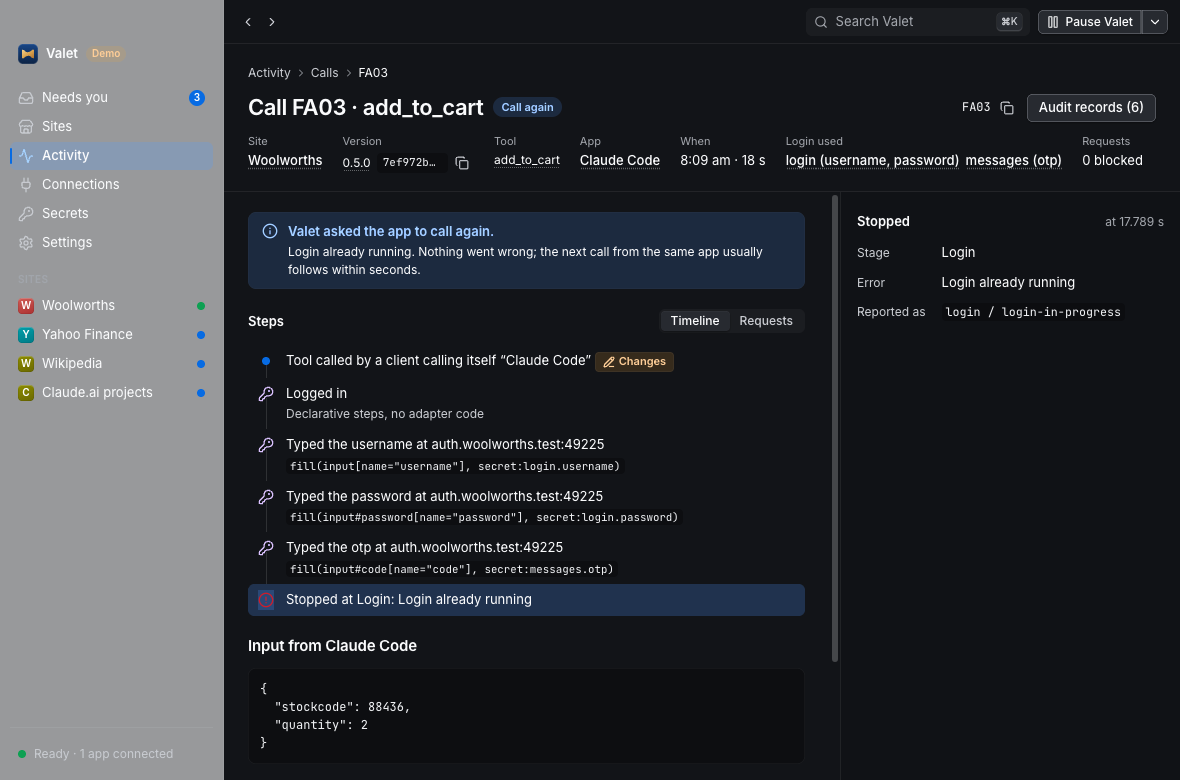 Valet Demo
Needs you 3
Sites
Activity
Connections
Secrets
Settings
SITES
W Woolworths
Y Yahoo Finance
W Wikipedia
C Claude.ai projects
Ready · 1 app connected
Search Valet ⌘K
Pause Valet
Activity > Calls > FA03
Call FA03 · add_to_cart Call again
FA03 Audit records (6)
Site Version Tool App When Login used Requests
Woolworths 0.5.0 7ef972b… add_to_cart Claude Code 8:09 am · 18 s login (username, password) messages (otp) 0 blocked
Valet asked the app to call again.
Login already running. Nothing went wrong; the next call from the same app usually
follows within seconds.
Steps Timeline Requests
Tool called by a client calling itself “Claude Code” Changes
Logged in
Declarative steps, no adapter code
Typed the username at auth.woolworths.test:49225
fill(input[name="username"], secret:login.username)
Typed the password at auth.woolworths.test:49225
fill(input#password[name="password"], secret:login.password)
Typed the otp at auth.woolworths.test:49225
fill(input#code[name="code"], secret:messages.otp)
Stopped at Login: Login already running
Input from Claude Code
{
"stockcode": 88436,
"quantity": 2
}
Stopped at 17.789 s
Stage Login
Error Login already running
Reported as login / login-in-progress